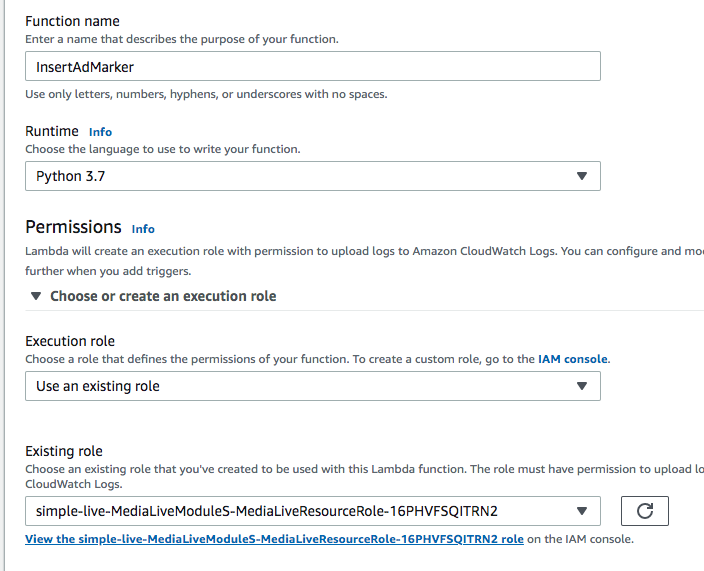 Function name
Enter a name that describes the purpose of your function.
InsertAdMarker
Use only letters, numbers, hyphens, or underscores with no spaces.
Runtime Info
Choose the language to use to write your function.
Python 3.7
Permissions Info
Lambda will create an execution role with permission to upload logs to Amazon CloudWatch Logs. You can configure and mo
further when you add triggers.
Choose or create an execution role
Execution role
Choose a role that defines the permissions of your function. To create a custom role, go to the IAM console.
Use an existing role
Existing role
Choose an existing role that you've created to be used with this Lambda function. The role must have permission to upload lo
CloudWatch Logs.
simple-live-MediaLiveModuleS-MediaLiveResourceRole-16PHVFSQITRN2
View the simple-live-MediaLiveModuleS-MediaLiveResourceRole-16PHVFSQITRN2 role on the IAM console.